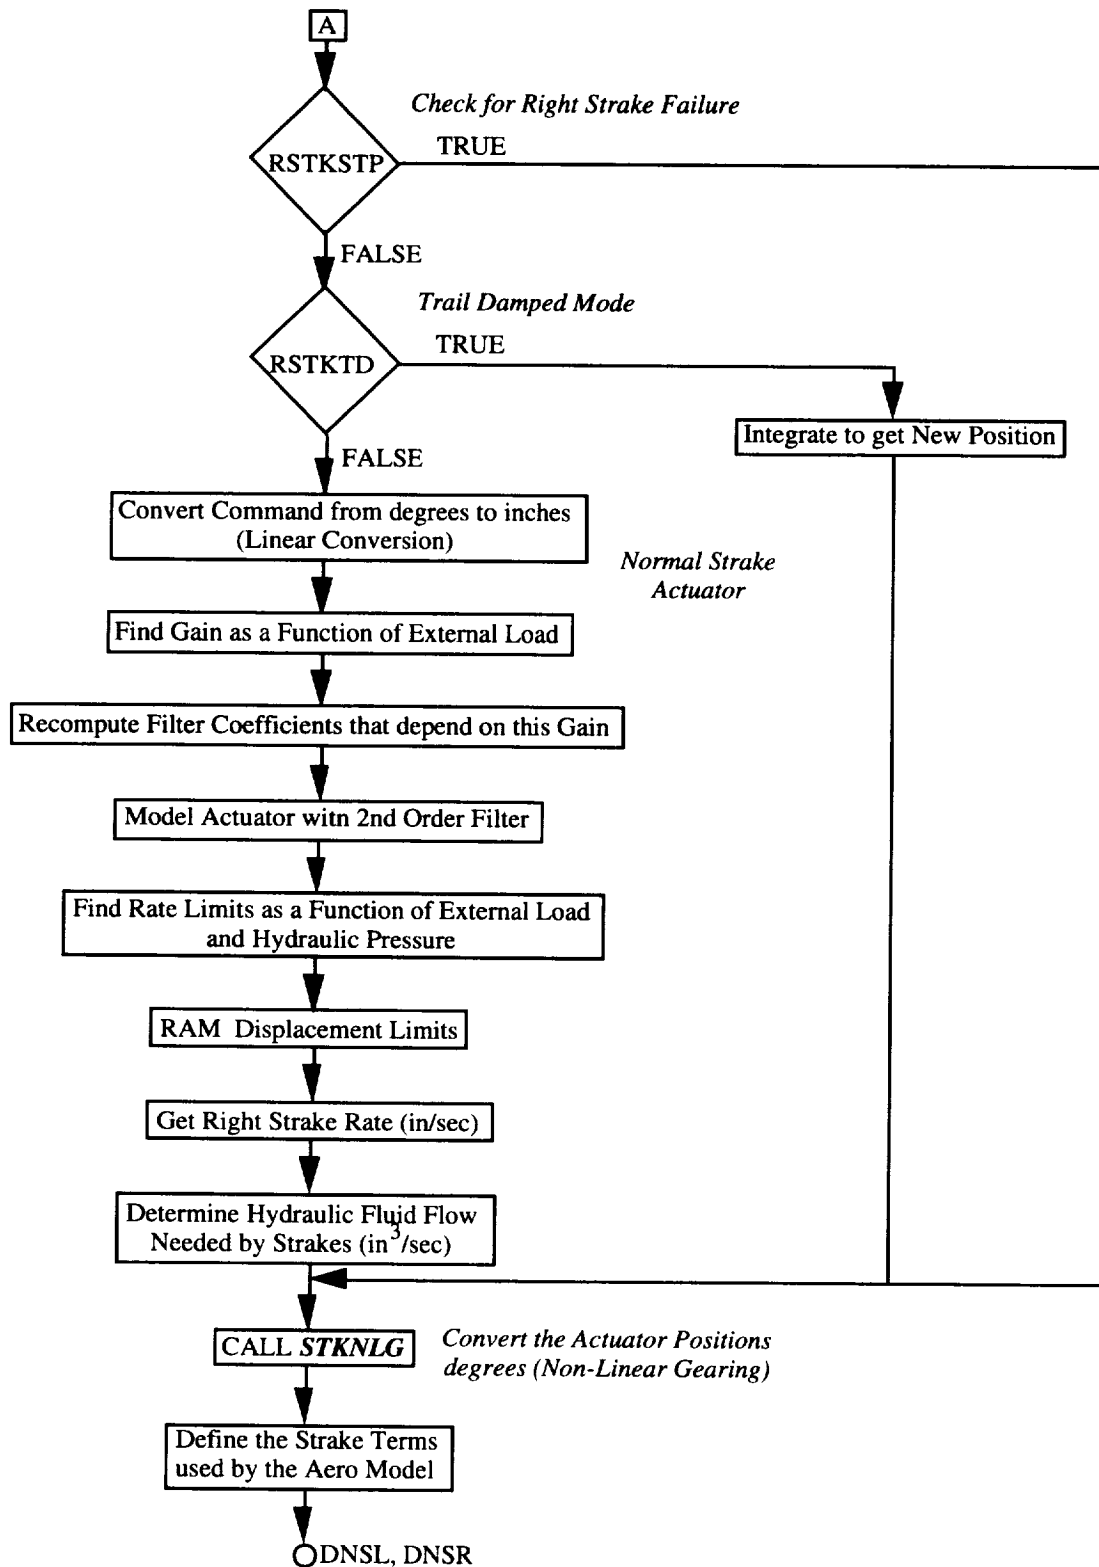 A
Check for Right Strake Failure
TRUE
RSTKSTP
FALSE
Trail Damped Mode
TRUE
RSTKTD
Integrate to get New Position
FALSE
Convert Command from degrees to inches
(Linear Conversion)
Normal Strake
Actuator
Find Gain as a Function of External Load
Recompute Filter Coefficients that depend on this Gain
Model Actuator witn 2nd Order Filter
Find Rate Limits as a Function of External Load
and Hydraulic Pressure
RAM Displacement Limits
Get Right Strake Rate (in/sec)
Determine Hydraulic Fluid Flow
Needed by Strakes (in³/sec)
CALL STKNLG
Convert the Actuator Positions
degrees (Non-Linear Gearing)
Define the Strake Terms
used by the Aero Model
DNSL, DNSR